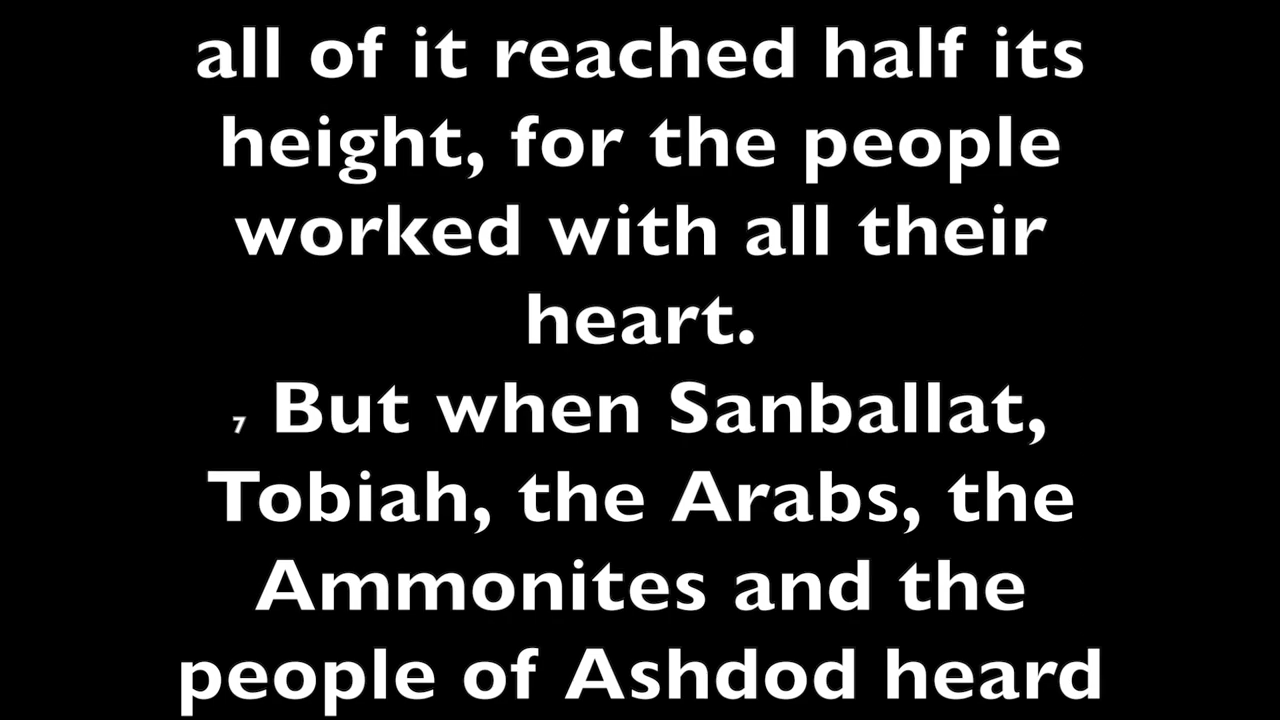 all of it reached half its
height, for the people
worked with all their
heart.
7 But when Sanballat,
Tobiah, the Arabs, the
Ammonites and the
people of Ashdod heard